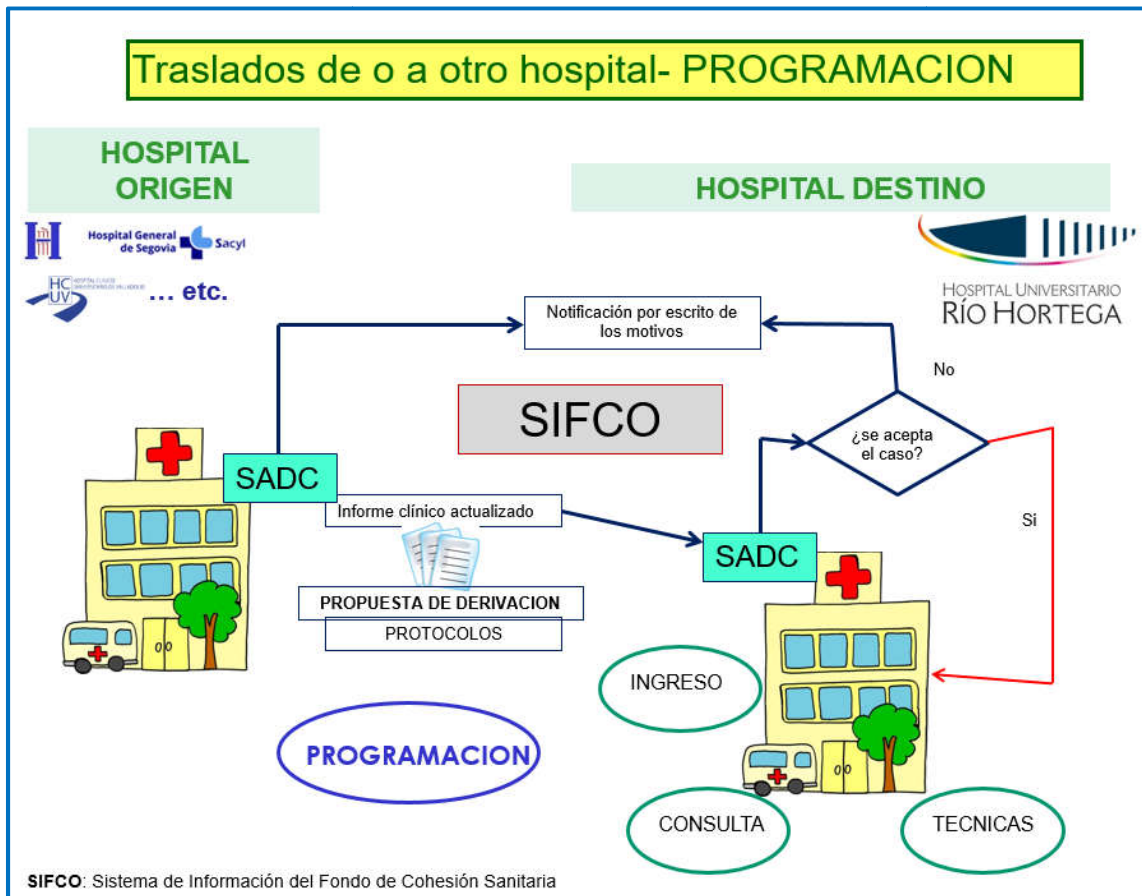 Traslados de o a otro hospital- PROGRAMACION
HOSPITAL
ORIGEN
HOSPITAL DESTINO
Hospital General
de Segovia
Sacyl
HC
UV
... etc.
HOSPITAL UNIVERSITARIO
RÍO HORTEGA
Notificación por escrito de
los motivos
No
SIFCO
¿se acepta
el caso?
SADC
Informe clínico actualizado
Si
SADC
PROPUESTA DE DERIVACION
PROTOCOLOS
INGRESO
PROGRAMACION
CONSULTA
TECNICAS
SIFCO: Sistema de Información del Fondo de Cohesión Sanitaria